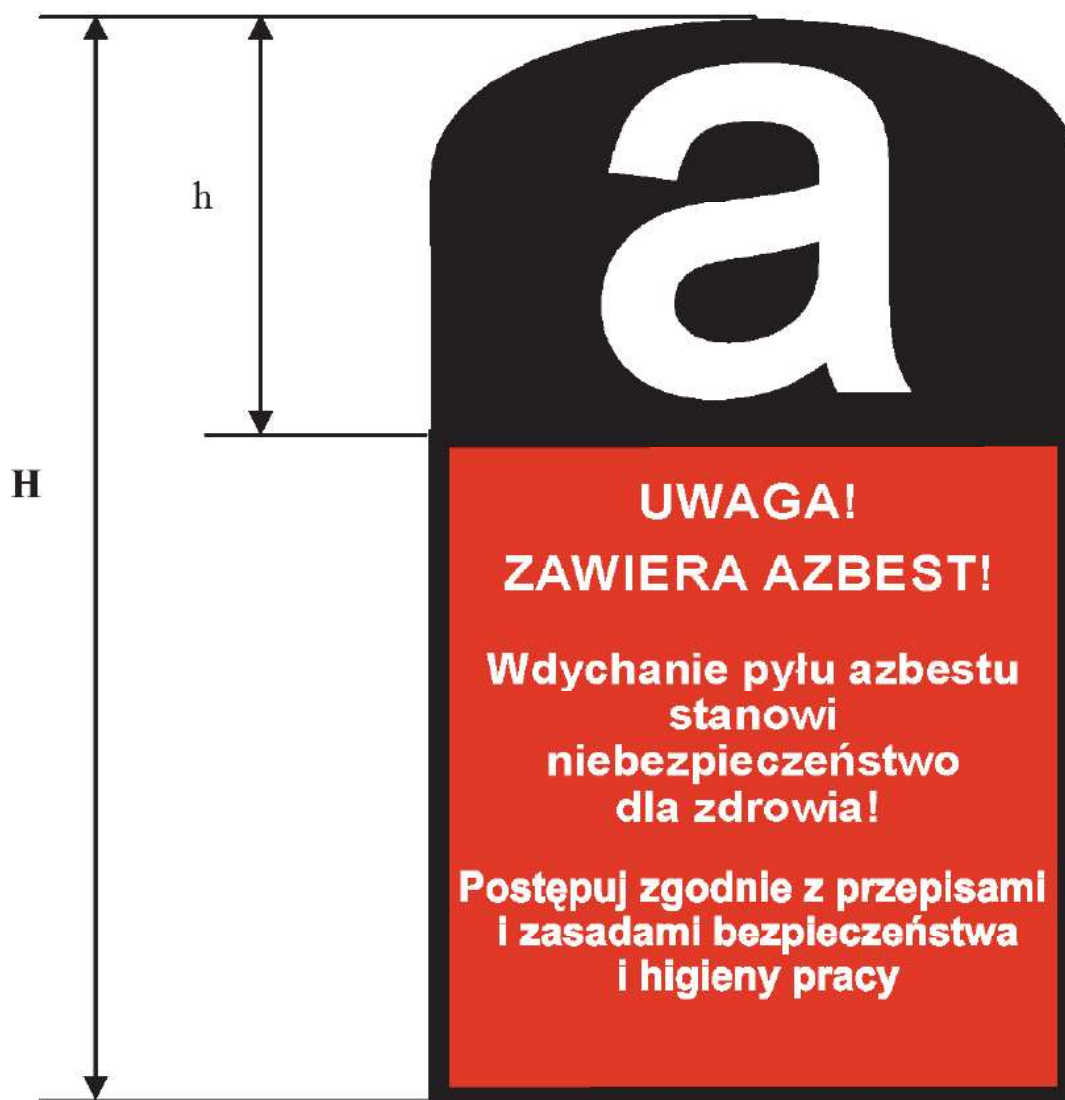 a
h
H
UWAGA!
ZAWIERA AZBEST!
Wdychanie pyłu azbestu
stanowi
niebezpieczeństwo
dla zdrowia!
Postępuj zgodnie z przepisami
i zasadami bezpieczeństwa
i higieny pracy